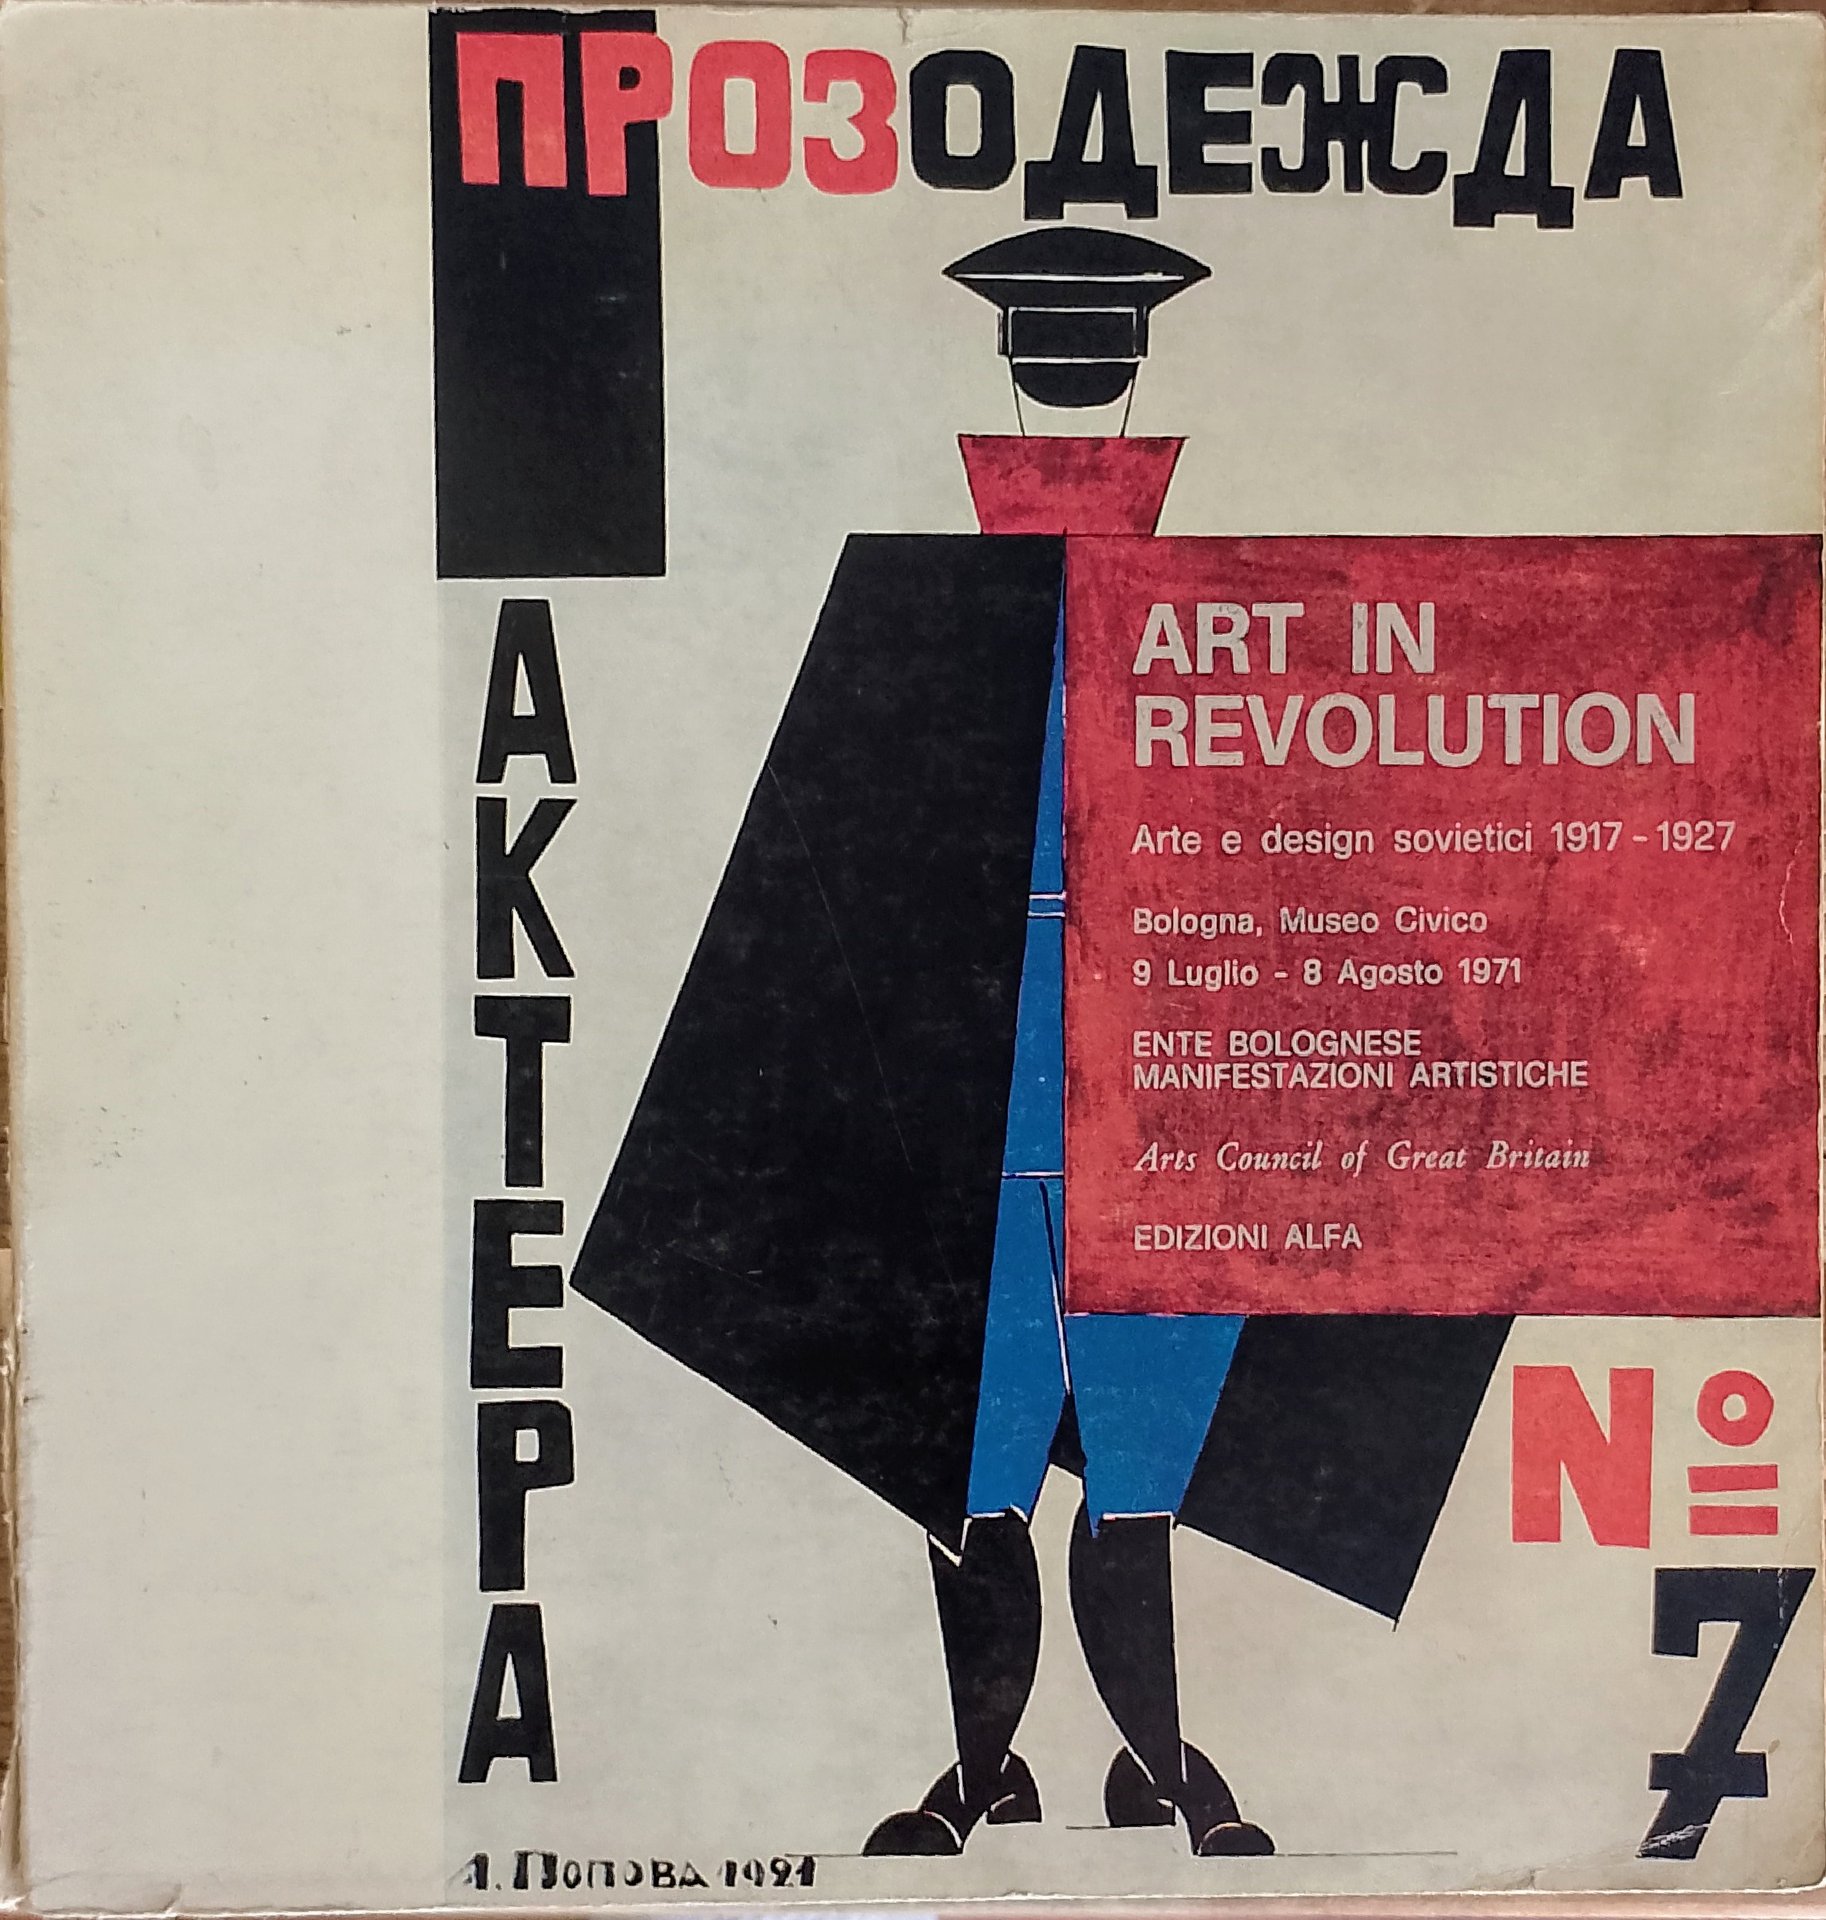 ПРОЗОДЕЖДА
АКТЕРА
ART IN
REVOLUTION
Arte e design sovietici 1917 - 1927
Bologna, Museo Civico
9 Luglio - 8 Agosto 1971
ENTE BOLOGNESE
MANIFESTAZIONI ARTISTICHE
Arts Council of Great Britain
EDIZIONI ALFA
№
7
Л. Попова 1921